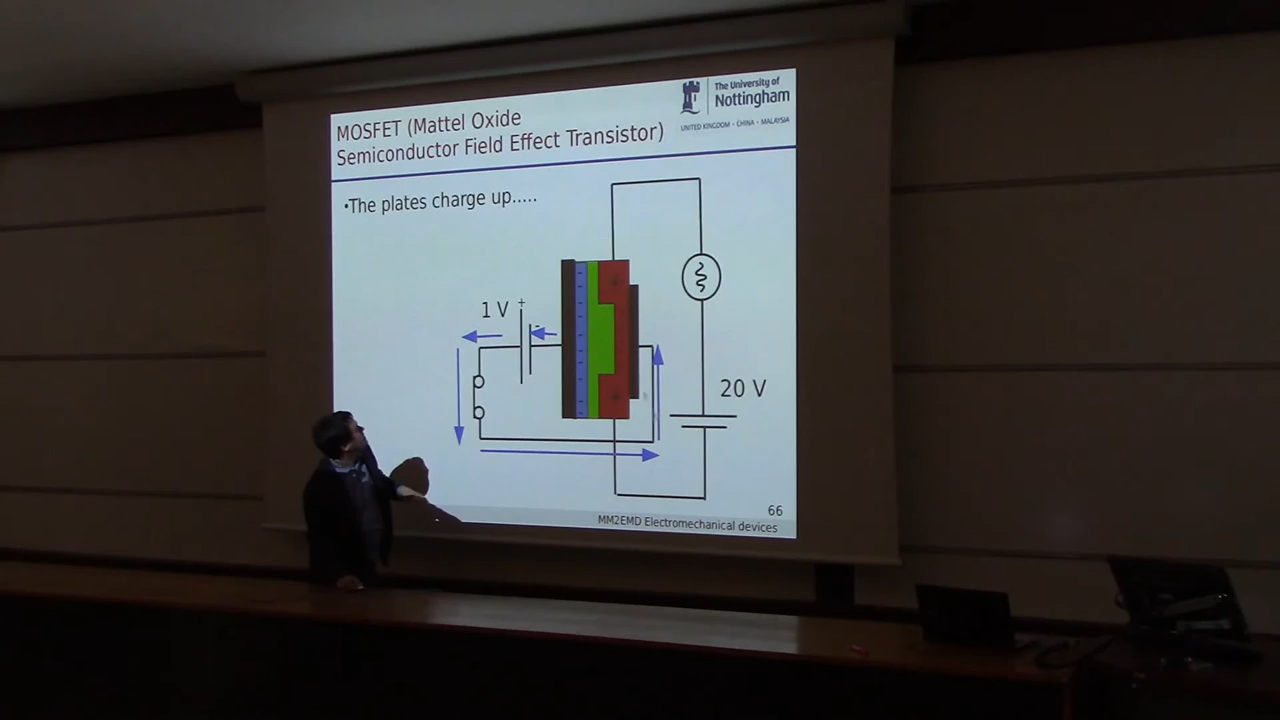 MOSFET (Mattel Oxide
Semiconductor Field Effect Transistor)
The University of
Nottingham
UNITED KINGDOM · CHINA · MALAYSIA
•The plates charge up.....
1 V
+
-
20 V
66
MM2EMD Electromechanical devices